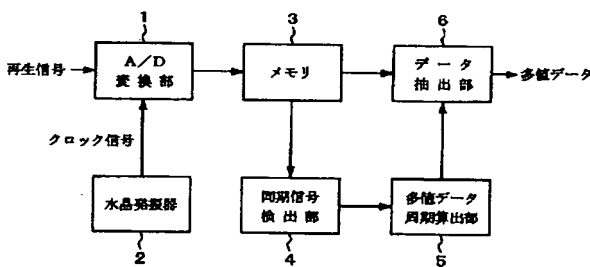 1
3
6
再生信号
A/D
変換部
メモリ
データ
抽出部
多値データ
クロック信号
水晶発振器
同期信号
検出部
多値データ
周期算出部
2
4
5